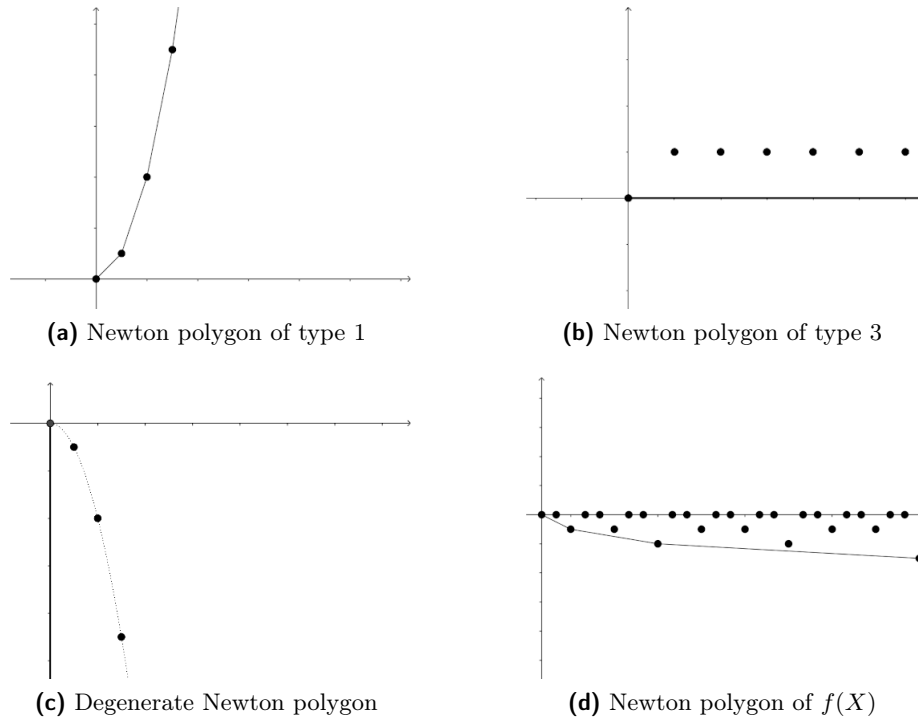 (a) Newton polygon of type 1
(b) Newton polygon of type 3
(c) Degenerate Newton polygon
(d) Newton polygon of f(X)